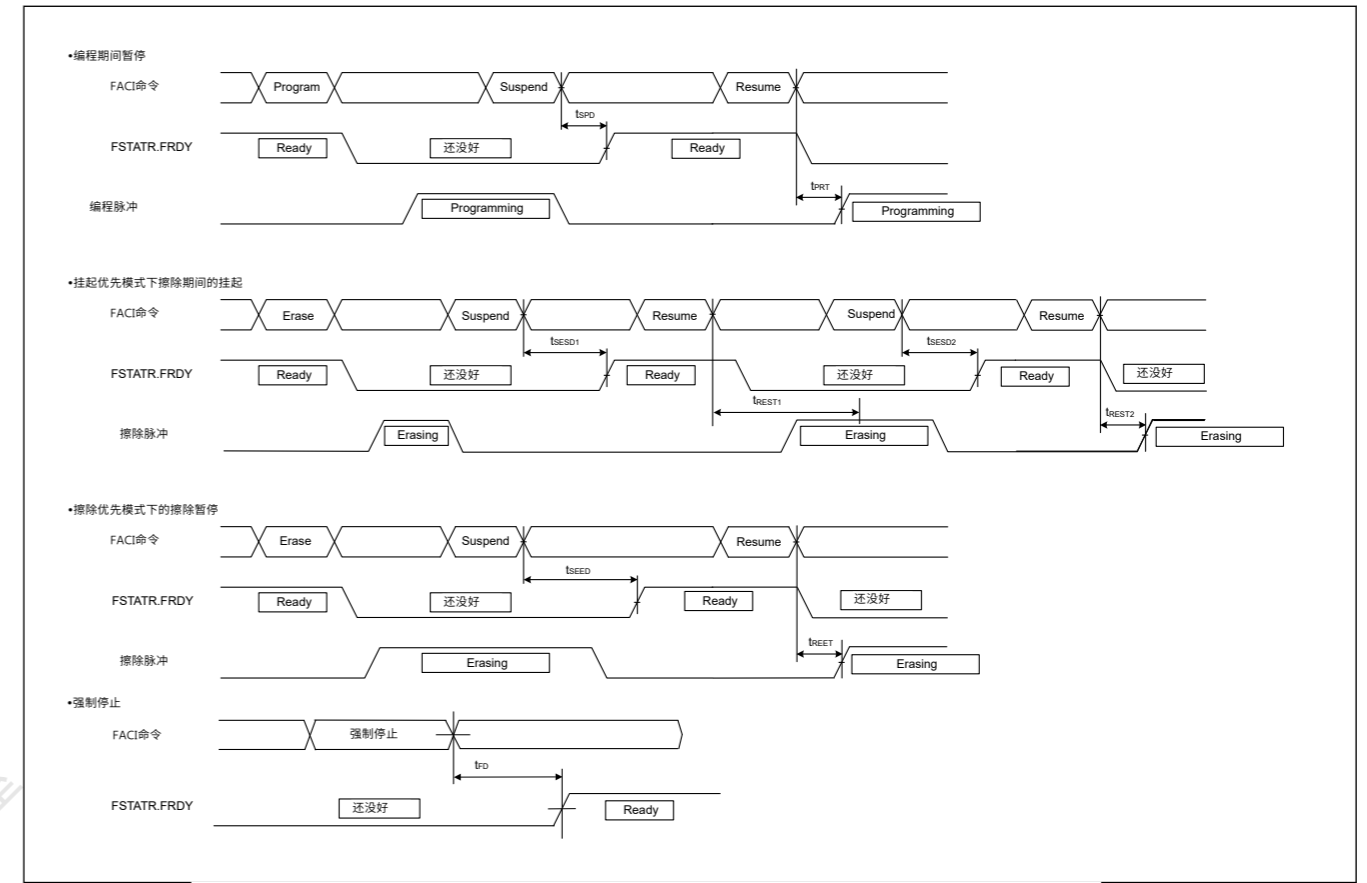 •编程期间暂停
FACI命令 Program Suspend Resume
tSPD
FSTATR.FRDY Ready 还没好 Ready
tPRT
编程脉冲 Programming Programming
•挂起优先模式下擦除期间的挂起
FACI命令 Erase Suspend Resume Suspend Resume
tSESD1 tSESD2
FSTATR.FRDY Ready 还没好 Ready 还没好 Ready 还没好
tREST1 tREST2
擦除脉冲 Erasing Erasing Erasing
•擦除优先模式下的擦除暂停
FACI命令 Erase Suspend Resume
tSEED
FSTATR.FRDY Ready 还没好 Ready 还没好
tREET
擦除脉冲 Erasing Erasing
•强制停止
FACI命令 强制停止
tFD
FSTATR.FRDY 还没好 Ready